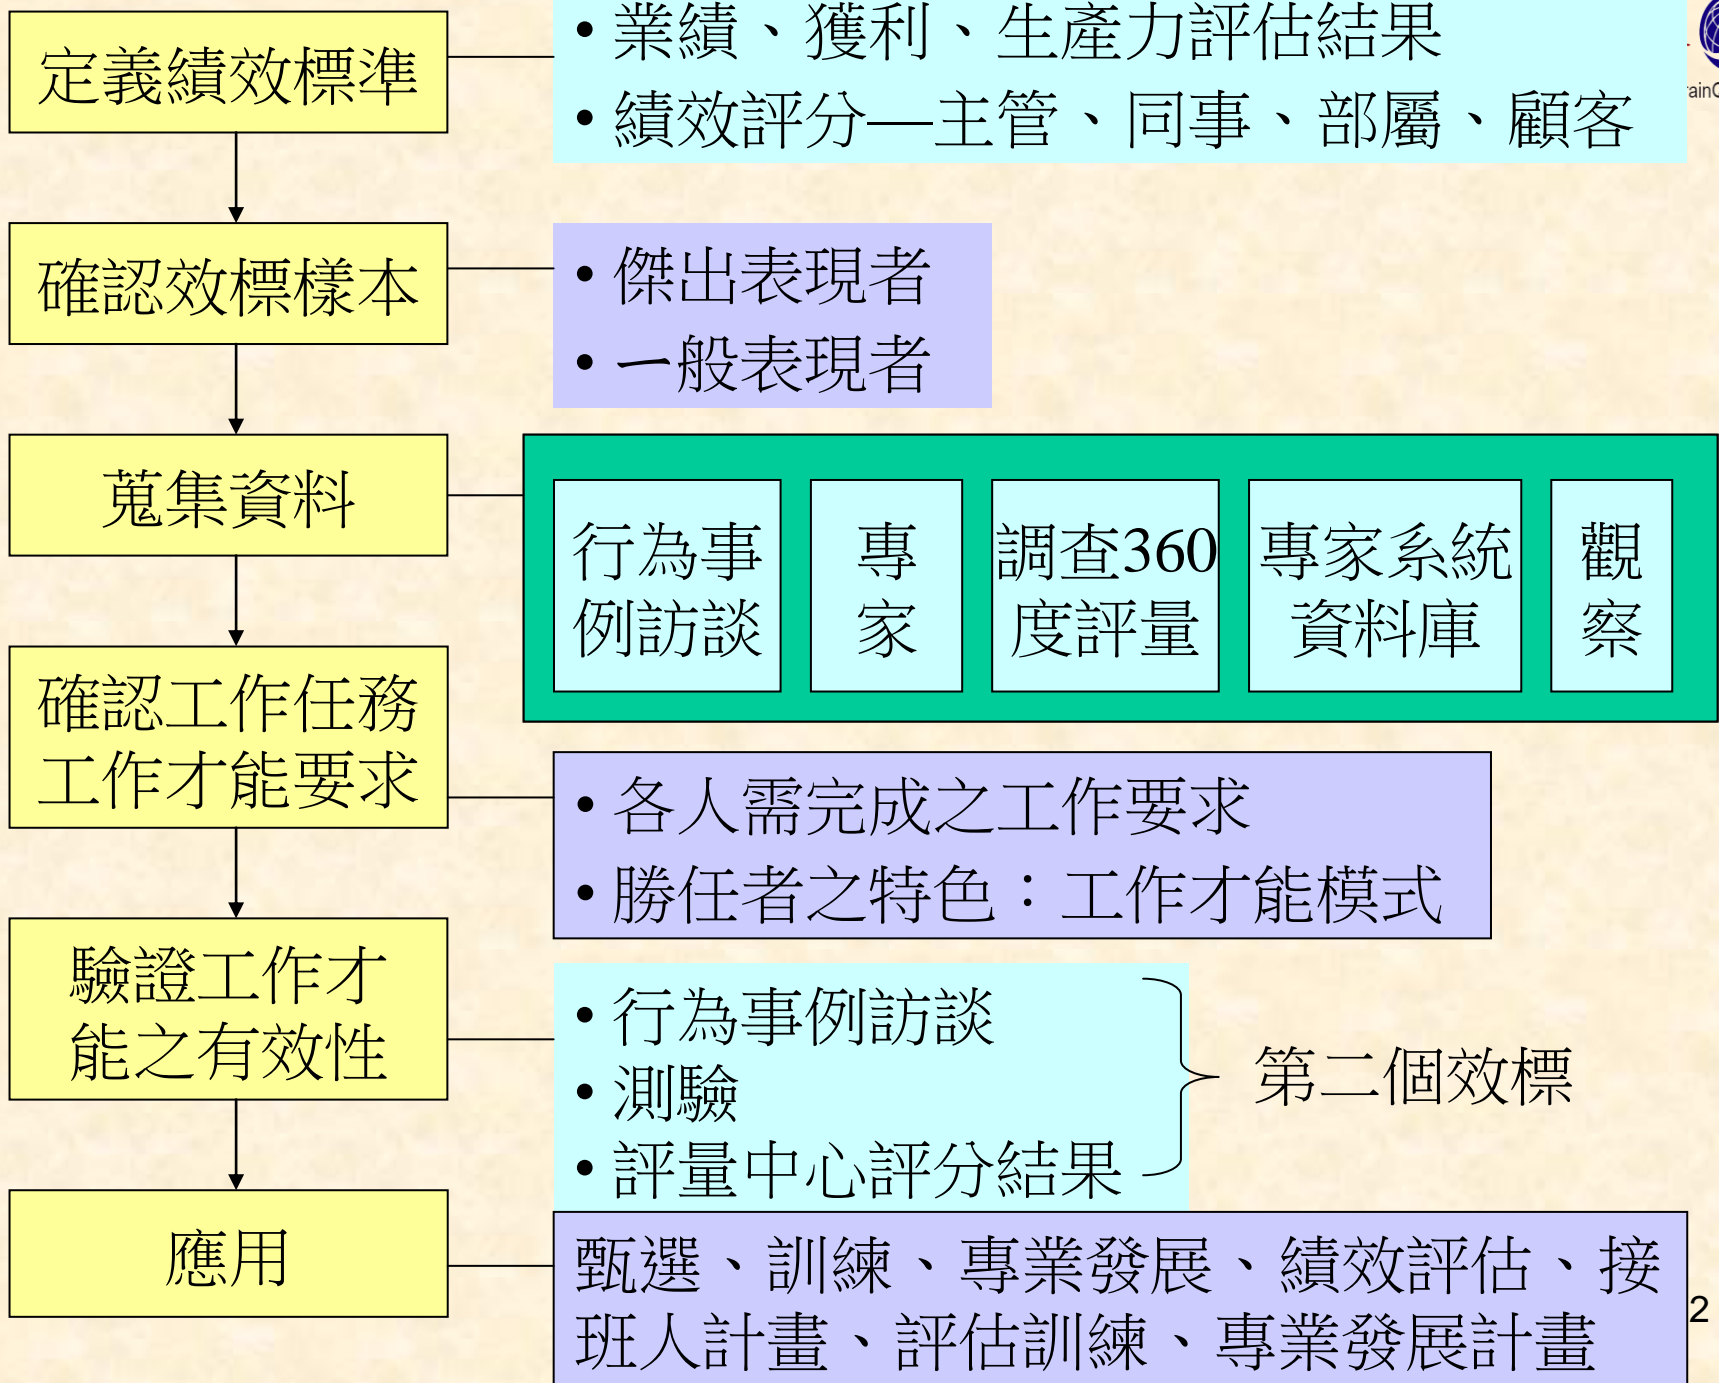 定義績效標準
• 業績、獲利、生產力評估結果
• 績效評分—主管、同事、部屬、顧客
確認效標樣本
• 傑出表現者
• 一般表現者
蒐集資料
行為事
例訪談
專
家
調查360
度評量
專家系統
資料庫
觀
察
確認工作任務
工作才能要求
• 各人需完成之工作要求
• 勝任者之特色：工作才能模式
驗證工作才
能之有效性
• 行為事例訪談
• 測驗
• 評量中心評分結果
第二個效標
應用
甄選、訓練、專業發展、績效評估、接
班人計畫、評估訓練、專業發展計畫
2